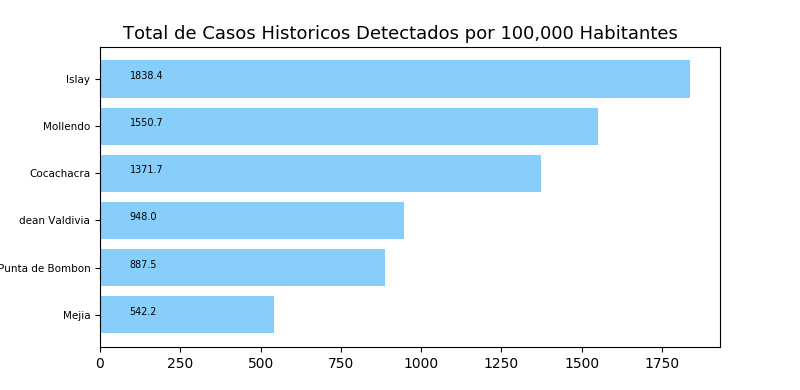 Total de Casos Historicos Detectados por 100,000 Habitantes
Islay 1838.4
Mollendo 1550.7
Cocachacra 1371.7
dean Valdivia 948.0
Punta de Bombon 887.5
Mejia 542.2
0 250 500 750 1000 1250 1500 1750